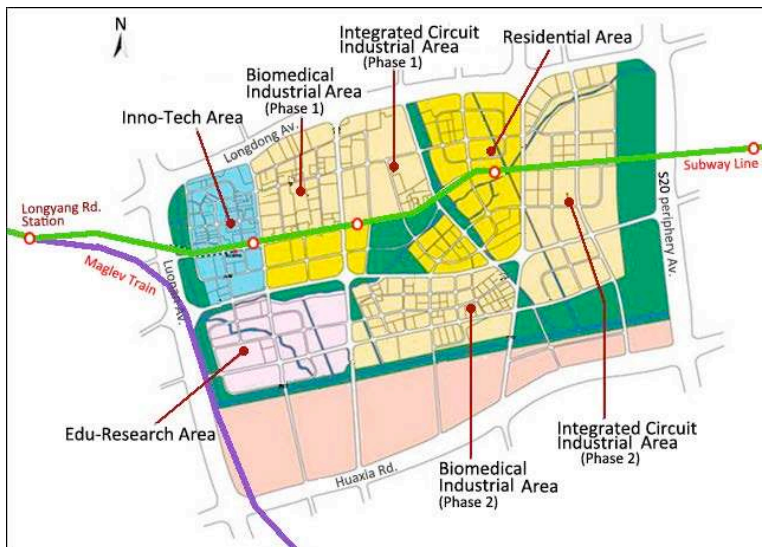 N
Integrated Circuit
Industrial Area
(Phase 1)
Residential Area
Biomedical
Industrial Area
(Phase 1)
Inno-Tech Area
Longdong Av.
Subway Line
S20 periphery Av.
Longyang Rd.
Station
Maglev Train
Luonan Av.
Edu-Research Area
Huaxia Rd.
Biomedical
Industrial Area
(Phase 2)
Integrated Circuit
Industrial Area
(Phase 2)